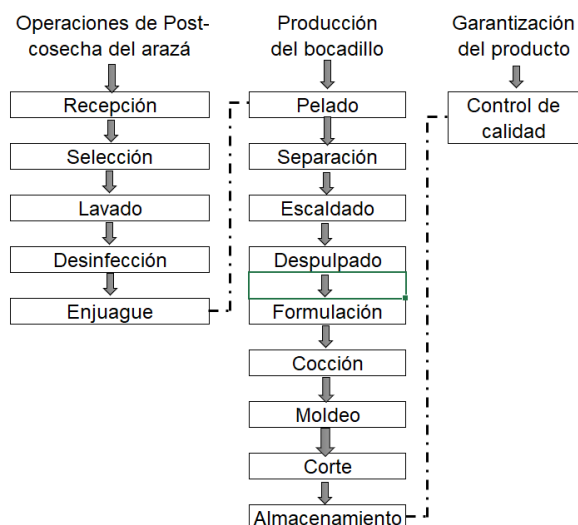 Operaciones de Post-
cosecha del arazá
Recepción
Selección
Lavado
Desinfección
Enjuague
Producción
del bocadillo
Pelado
Separación
Escaldado
Despulpado
Formulación
Cocción
Moldeo
Corte
Almacenamiento
Garantización
del producto
Control de
calidad